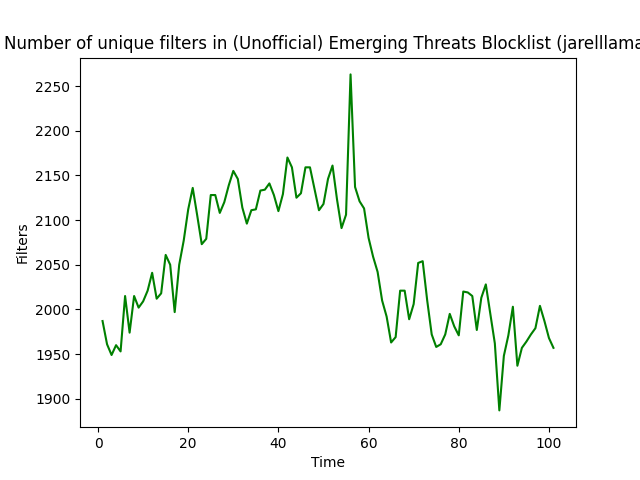 Number of unique filters in (Unofficial) Emerging Threats Blocklist (jarelllama
2250
2200
2150
2100
2050
2000
1950
1900
Filters
0 20 40 60 80 100
Time